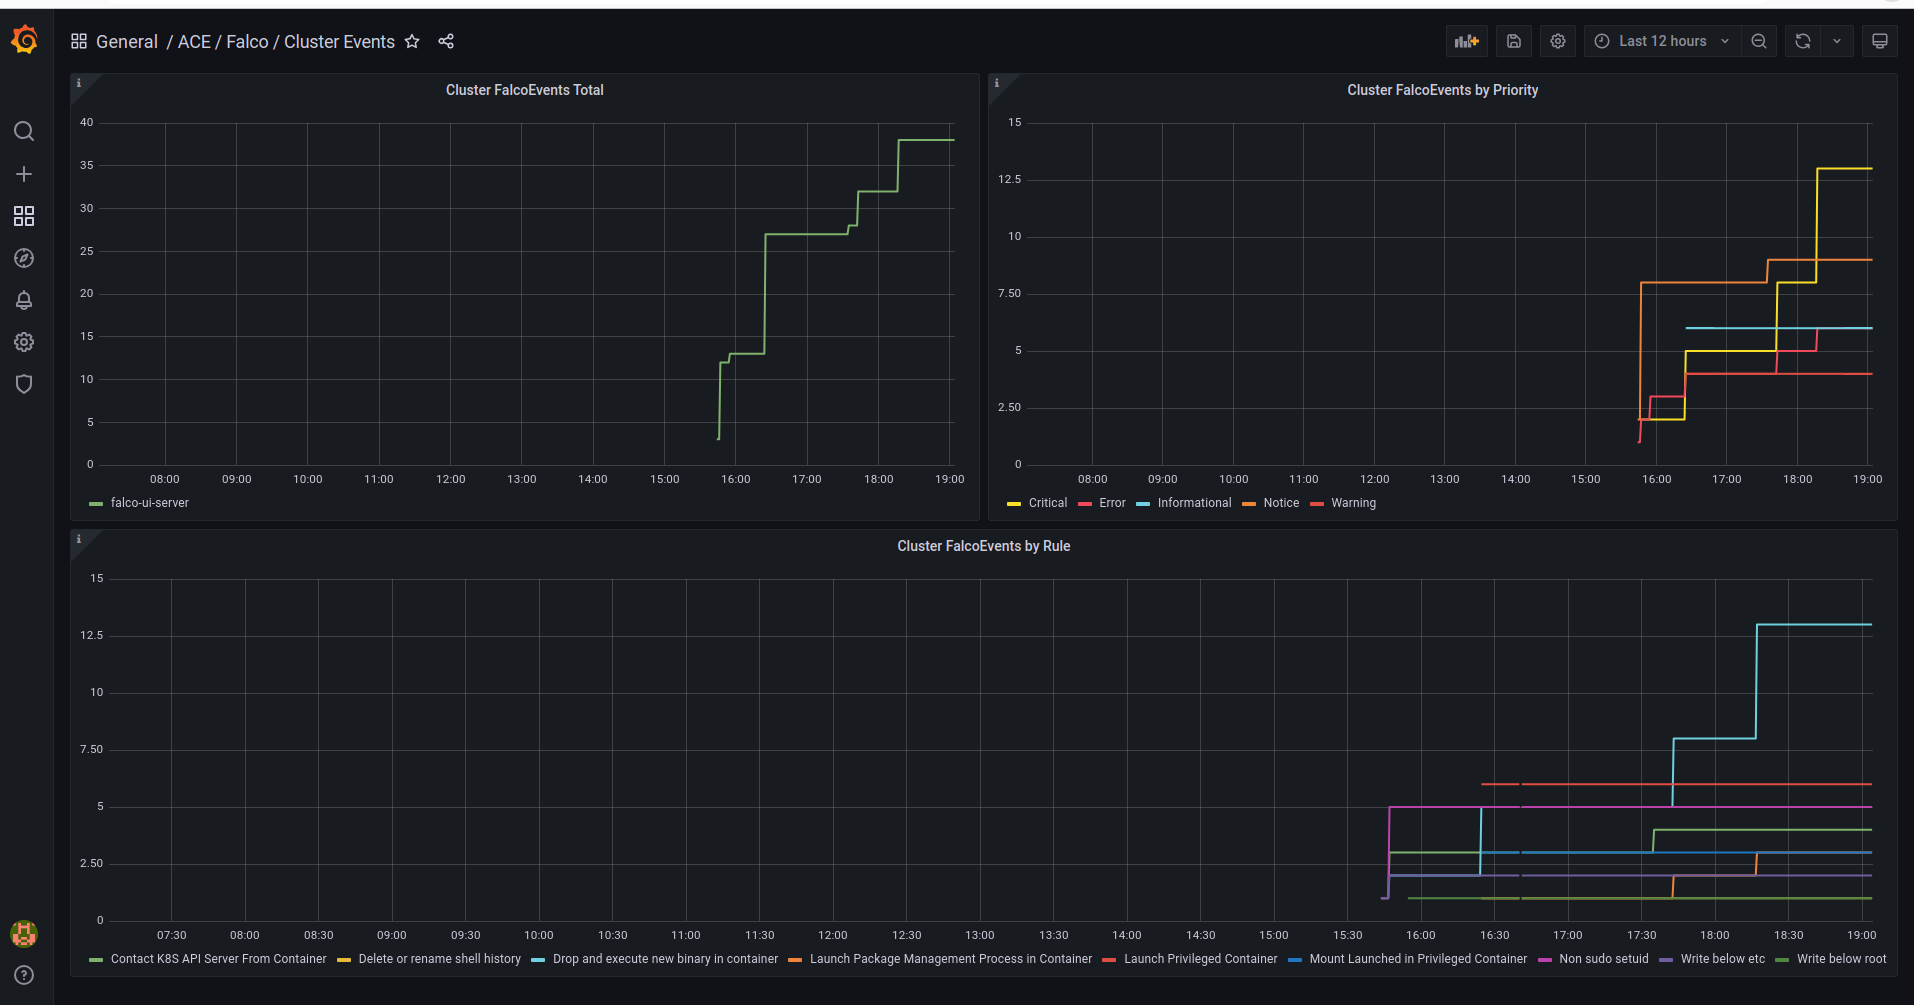 General / ACE / Falco / Cluster Events
Last 12 hours
Cluster FalcoEvents Total
40
35
30
25
20
15
10
5
0
08:00 09:00 10:00 11:00 12:00 13:00 14:00 15:00 16:00 17:00 18:00 19:00
falco-ui-server
Cluster FalcoEvents by Priority
15
12.5
10
7.50
5
2.50
0
08:00 09:00 10:00 11:00 12:00 13:00 14:00 15:00 16:00 17:00 18:00 19:00
Critical Error Informational Notice Warning
Cluster FalcoEvents by Rule
15
12.5
10
7.50
5
2.50
0
07:30 08:00 08:30 09:00 09:30 10:00 10:30 11:00 11:30 12:00 12:30 13:00 13:30 14:00 14:30 15:00 15:30 16:00 16:30 17:00 17:30 18:00 18:30 19:00
Contact K8S API Server From Container Delete or rename shell history Drop and execute new binary in container Launch Package Management Process in Container Launch Privileged Container Mount Launched in Privileged Container Non sudo setuid Write below etc Write below root